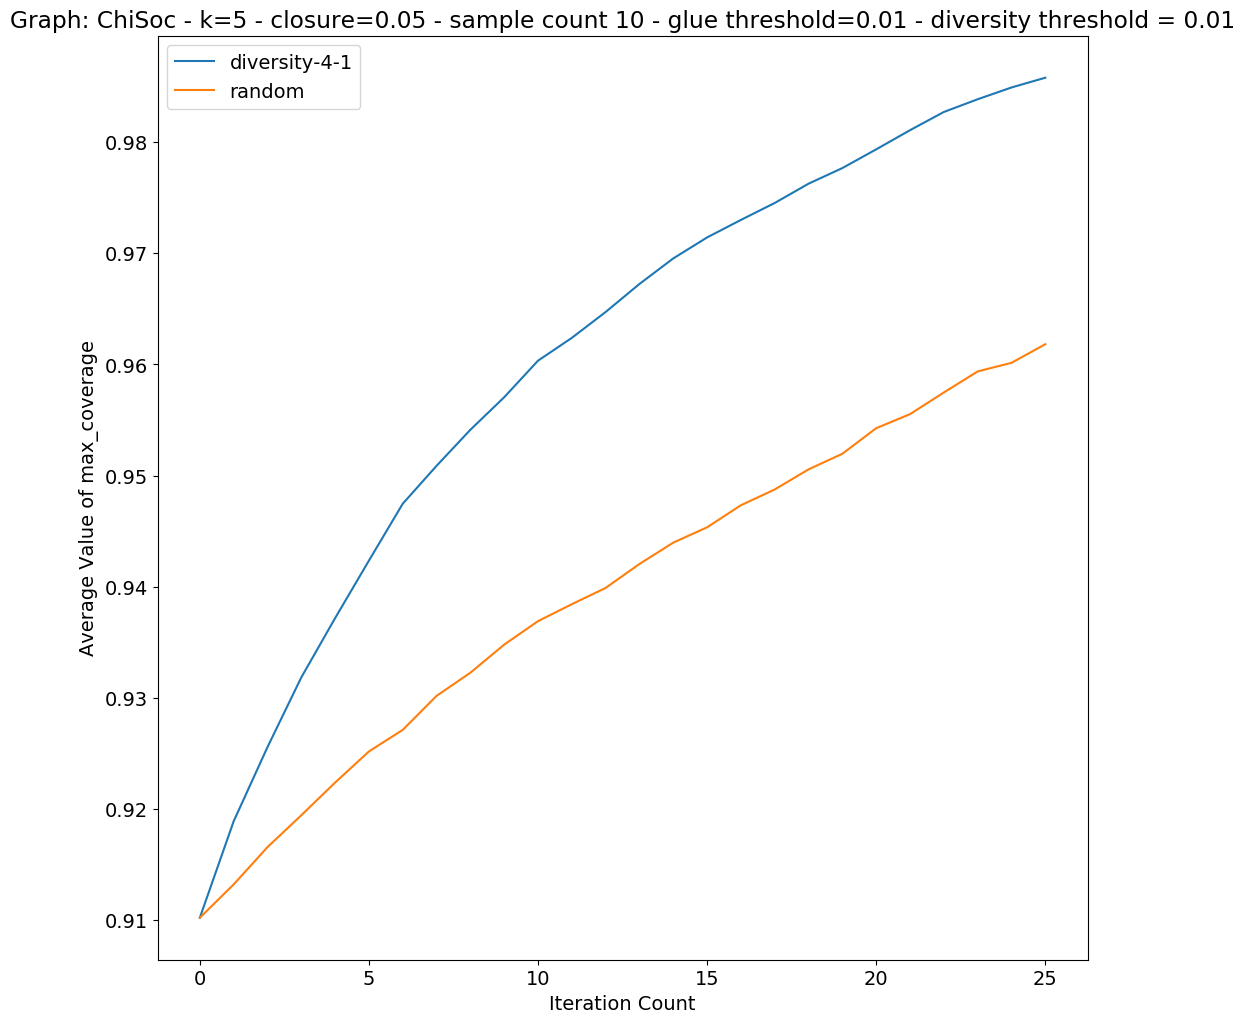 Graph: ChiSoc - k=5 - closure=0.05 - sample count 10 - glue threshold=0.01 - diversity threshold = 0.01
diversity-4-1
random
Average Value of max_coverage
0.98
0.97
0.96
0.95
0.94
0.93
0.92
0.91
0 5 10 15 20 25
Iteration Count